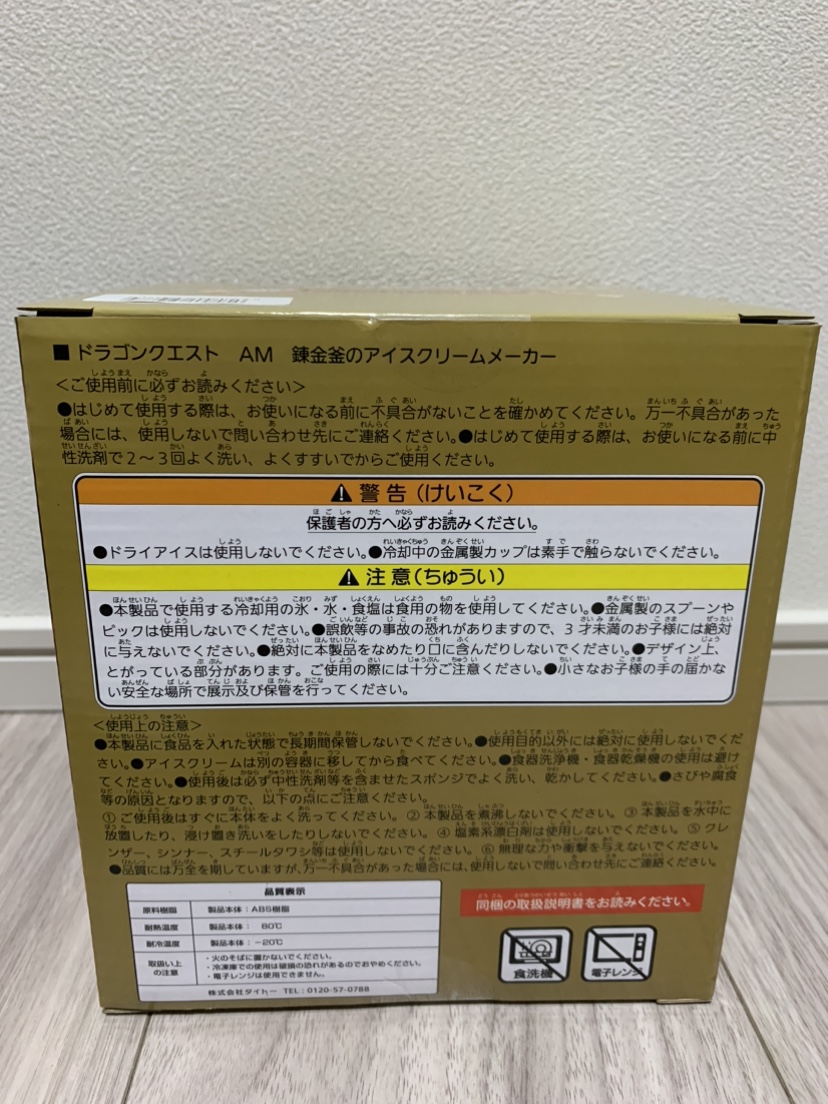 ■ ドラゴンクエスト AM 錬金釜のアイスクリームメーカー
＜ご使用前に必ずお読みください＞
●はじめて使用する際は、お使いになる前に不具合がないことを確かめてください。万一不具合があった
場合には、使用しないで問い合わせ先にご連絡ください。●はじめて使用する際は、お使いになる前に中
性洗剤で2～3回よく洗い、よくすすいでからご使用ください。
⚠ 警告（けいこく）
保護者の方へ必ずお読みください。
●ドライアイスは使用しないでください。●冷却中の金属製カップは素手で触らないでください。
⚠ 注意（ちゅうい）
●本製品で使用する冷却用の氷・水・食塩は食用の物を使用してください。●金属製のスプーンや
ピックは使用しないでください。●誤飲等の事故の恐れがありますので、3才未満のお子様には絶対
に与えないでください。●絶対に本製品をなめたり口に含んだりしないでください。●デザイン上、
とがっている部分があります。ご使用の際には十分ご注意ください。●小さなお子様の手の届かな
い安全な場所で展示及び保管を行ってください。
＜使用上の注意＞
●本製品に食品を入れた状態で長期間保管しないでください。●使用目的以外には絶対に使用しないでくだ
さい。●アイスクリームは別の容器に移してから食べてください。●食器洗浄機・食器乾燥機の使用は避け
てください。●使用後は必ず中性洗剤等を含ませたスポンジでよく洗い、乾かしてください。●さびや腐食
等の原因となりますので、以下の点にご注意ください。
①ご使用後はすぐに本体をよく洗ってください。②本製品を煮沸しないでください。③本製品を水中に
放置したり、浸け置き洗いをしたりしないでください。④塩素系漂白剤は使用しないでください。⑤クレ
ンザー、シンナー、スチールタワシ等は使用しないでください。⑥無理な力や衝撃を与えないでください。
●品質には万全を期していますが、万一不具合があった場合には、使用しないで問い合わせ先にご連絡ください。
品質表示
原料樹脂 製品本体：ABS樹脂
耐熱温度 製品本体： 80℃
耐冷温度 製品本体：－20℃
取扱い上の注意
・火のそばに置かないでください。
・冷凍庫での使用は破損の恐れがあるのでおやめください。
・電子レンジは使用できません。
株式会社タイトー TEL：0120-57-0788
同梱の取扱説明書をお読みください。
食洗機
電子レンジ